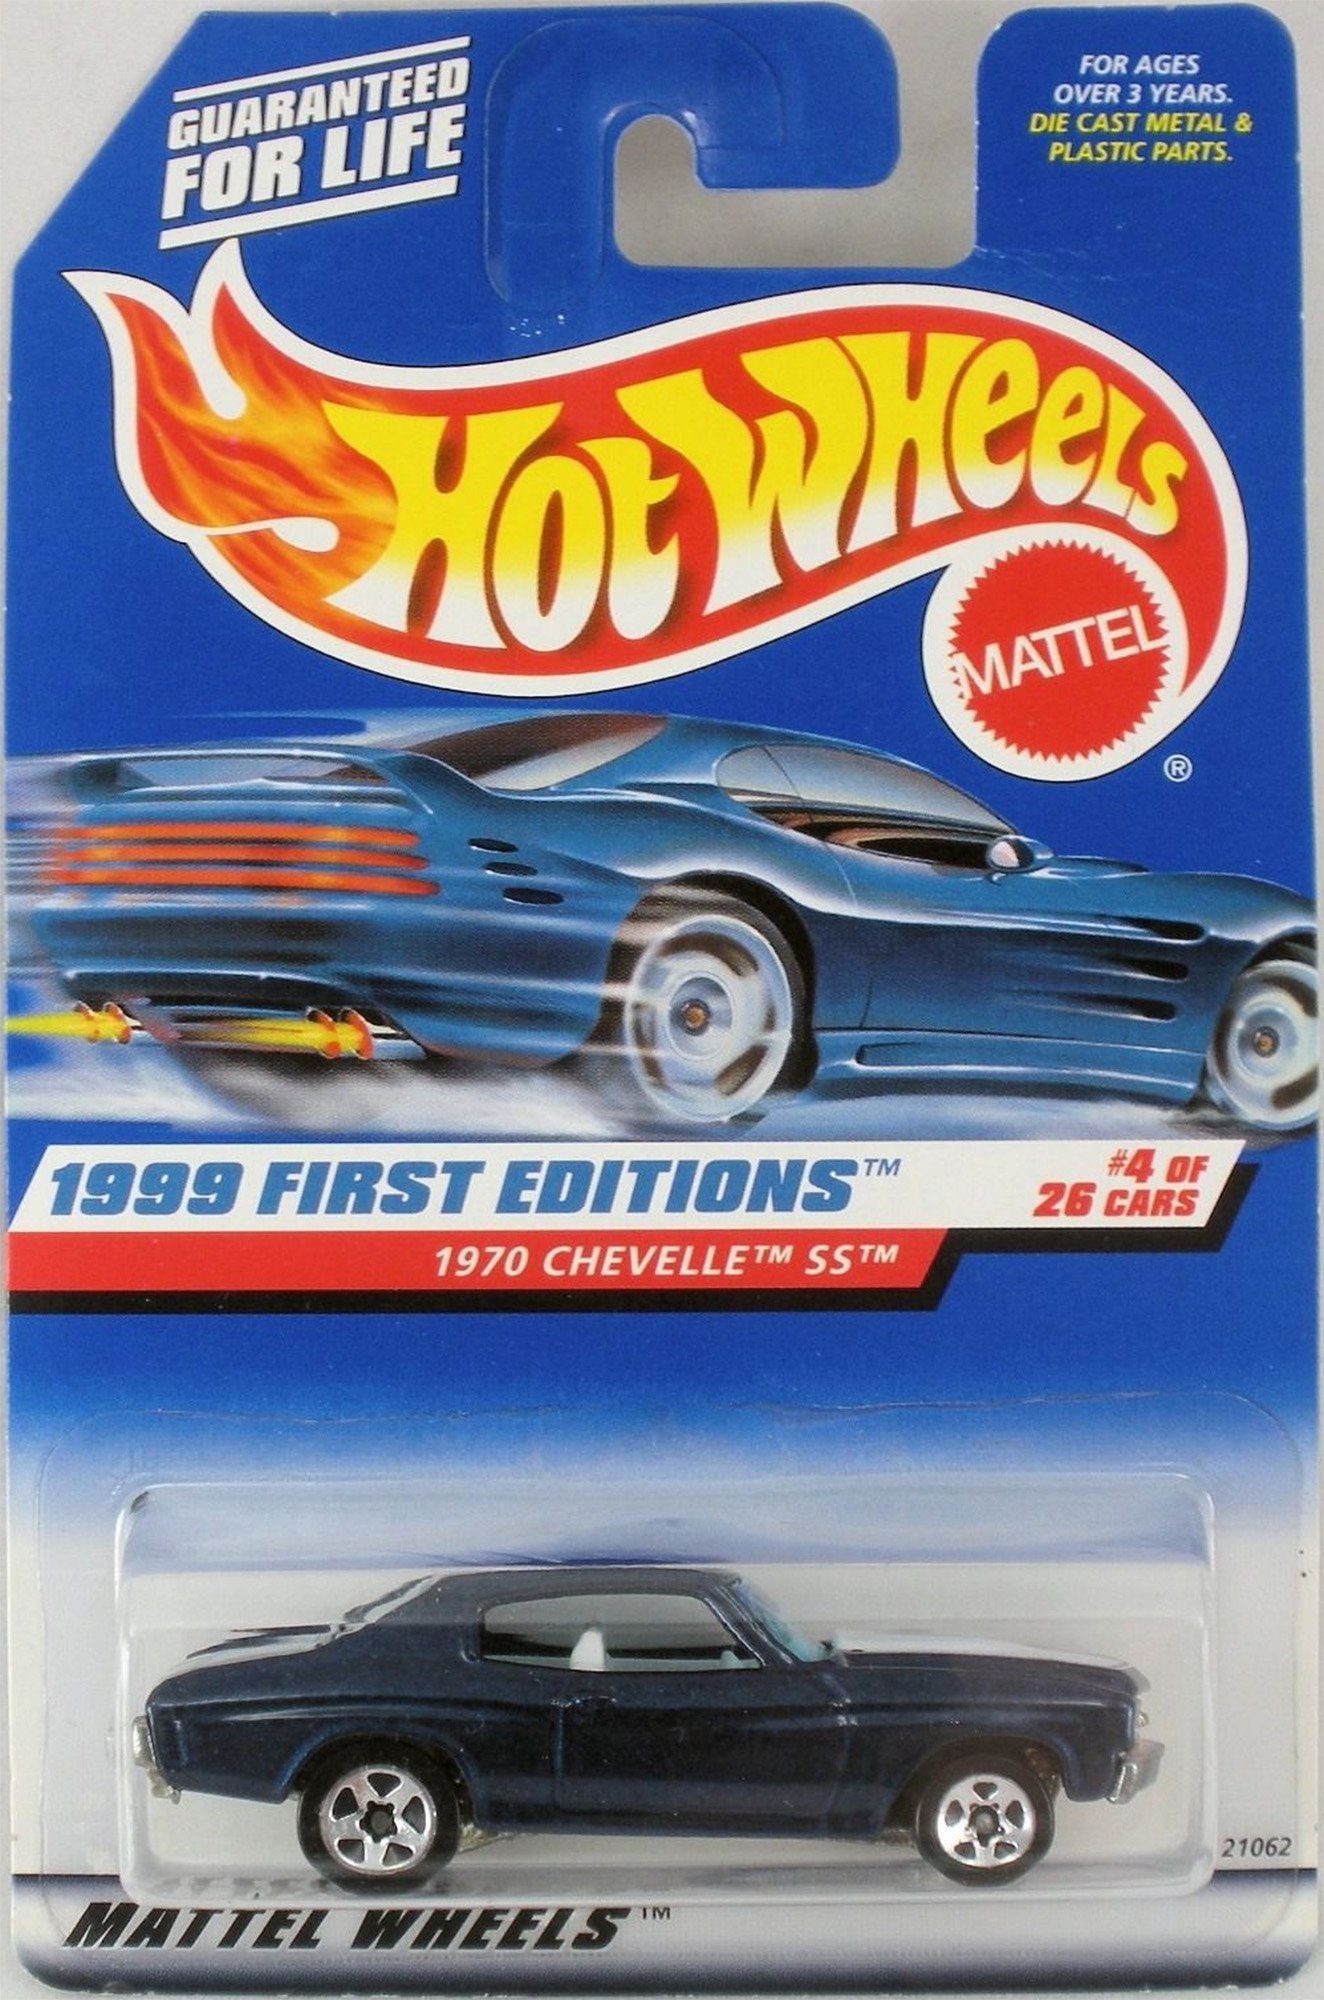 GUARANTEED
FOR LIFE
FOR AGES
OVER 3 YEARS.
DIE CAST METAL &
PLASTIC PARTS.
HOT WHEELS
MATTEL
®
1999 FIRST EDITIONS™
#4 OF
26 CARS
1970 CHEVELLE™ SS™
21062
MATTEL WHEELS™